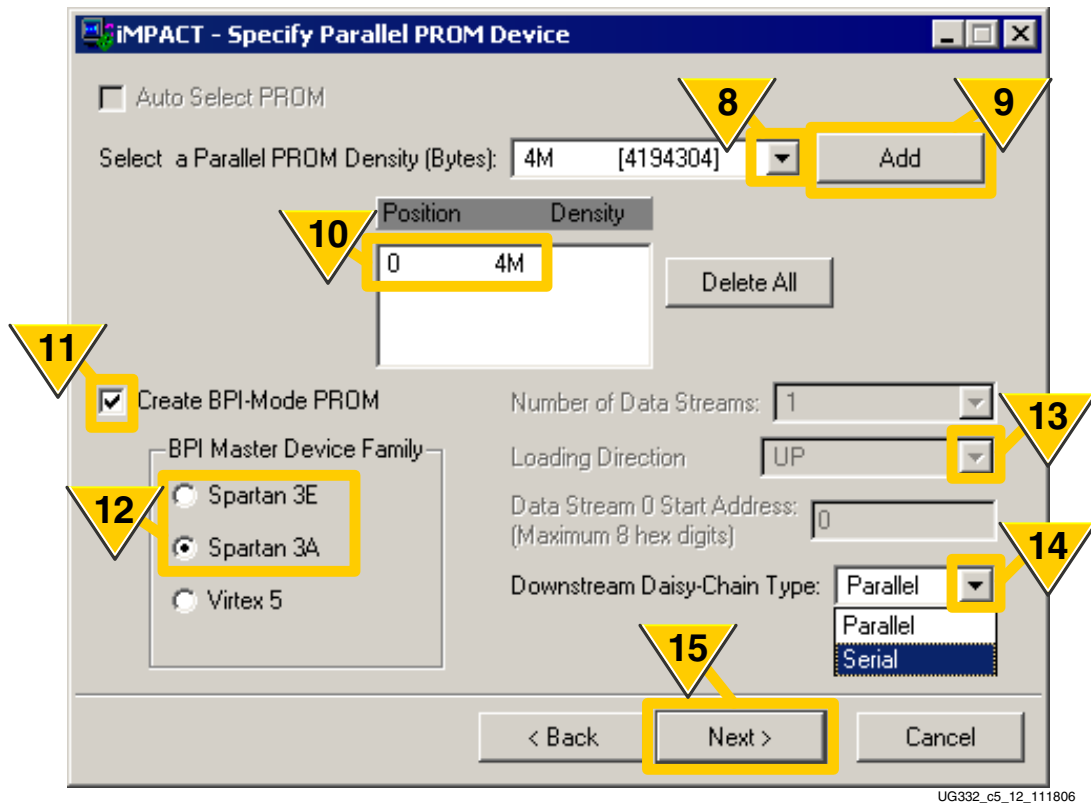 iMPACT - Specify Parallel PROM Device
Auto Select PROM
8
9
Select a Parallel PROM Density (Bytes): 4M [4194304] Add
Position Density
10
0 4M
Delete All
11
Create BPI-Mode PROM
Number of Data Streams: 1
13
BPI Master Device Family
Loading Direction UP
12
Spartan 3E
Data Stream 0 Start Address:
(Maximum 8 hex digits)
0
Spartan 3A
14
Virtex 5
Downstream Daisy-Chain Type: Parallel
Parallel
Serial
15
< Back Next > Cancel
UG332_c5_12_111806